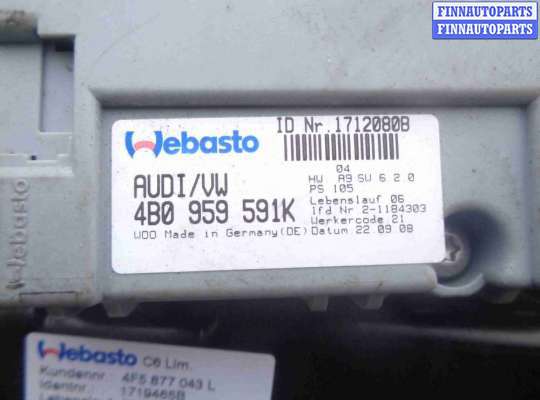 FINNAUTOPARTS
FINNAUTOPARTS
Webasto
Webasto
ID Nr.1712080B
AUDI/VW
4B0 959 591K
VDO Made in Germany(DE)
04
HW A9 SW 6 2 0
PS 105
Lebenslauf 06
lfd Nr 2-1184303
Werkercode 21
Datum 22.09.08
Webasto C6 Lim.
Kundennr.: 4F5 877 043 L
Identnr.: 1719465B